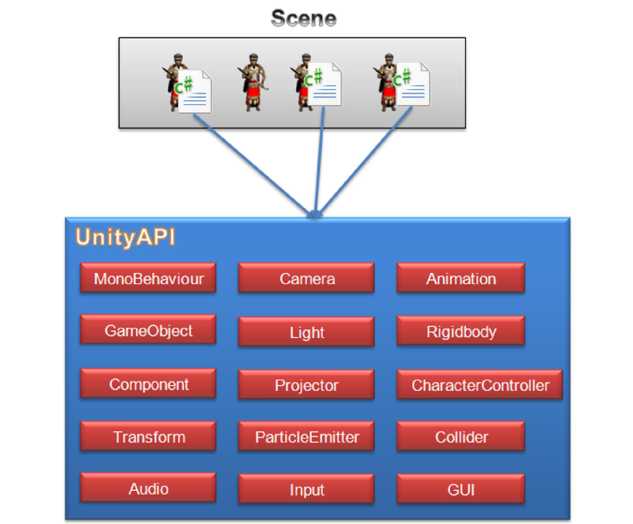 Scene
C#
C#
C#
UnityAPI
MonoBehaviour Camera Animation
GameObject Light Rigidbody
Component Projector CharacterController
Transform ParticleEmitter Collider
Audio Input GUI